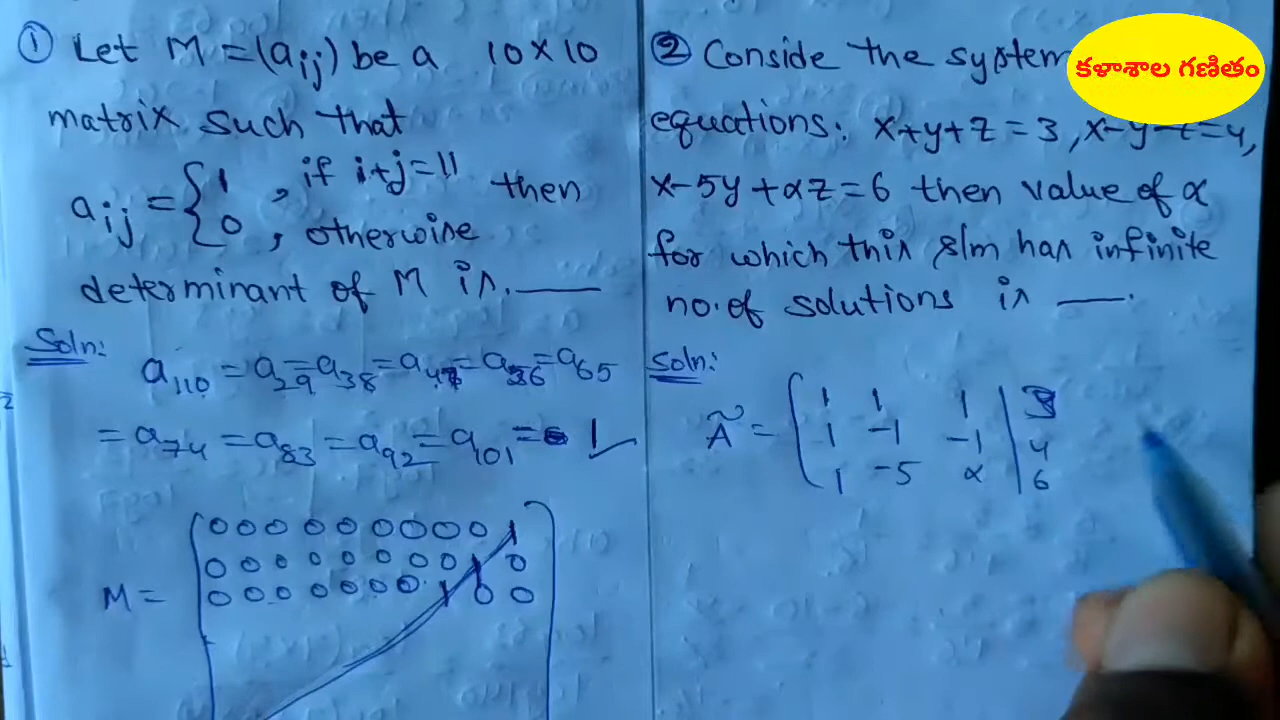 ① Let M = (aᵢⱼ) be a 10 × 10
matrix such that
aᵢⱼ = { 1 , if i+j = 11 then
0 , otherwise
determinant of M is. ____
Soln:
a₁₁₀ = a₂₉ = a₃₈ = a₄₇ = a₅₆ = a₆₅
= a₇₄ = a₈₃ = a₉₂ = a₁₀₁ = 1 ✓
0 0 0 0 0 0 0 0 0 1
0 0 0 0 0 0 0 0 1 0
M = 0 0 0 0 0 0 0 1 0 0
② Conside the system
equations: x+y+z = 3 , x-y-z = 4,
x-5y+αz = 6 then value of α
for which this s/m has infinite
no. of solutions is ____.
Soln:
1 1 1 | 3
Ã = 1 -1 -1 | 4
1 -5 α | 6
కళాశాల గణితం